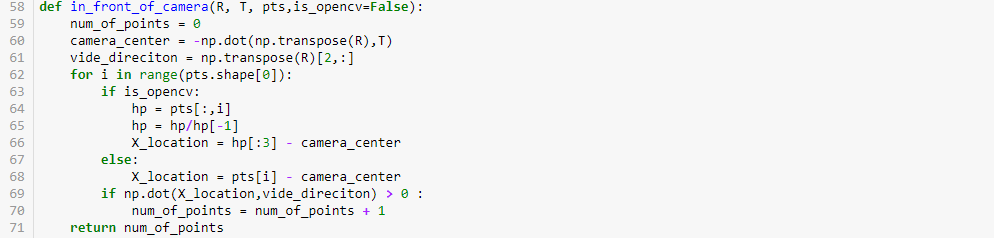 58 def in_front_of_camera(R, T, pts,is_opencv=False):
59     num_of_points = 0
60     camera_center = -np.dot(np.transpose(R),T)
61     vide_direciton = np.transpose(R)[2,:]
62     for i in range(pts.shape[0]):
63         if is_opencv:
64             hp = pts[:,i]
65             hp = hp/hp[-1]
66             X_location = hp[:3] - camera_center
67         else:
68             X_location = pts[i] - camera_center
69         if np.dot(X_location,vide_direciton) > 0 :
70             num_of_points = num_of_points + 1
71     return num_of_points